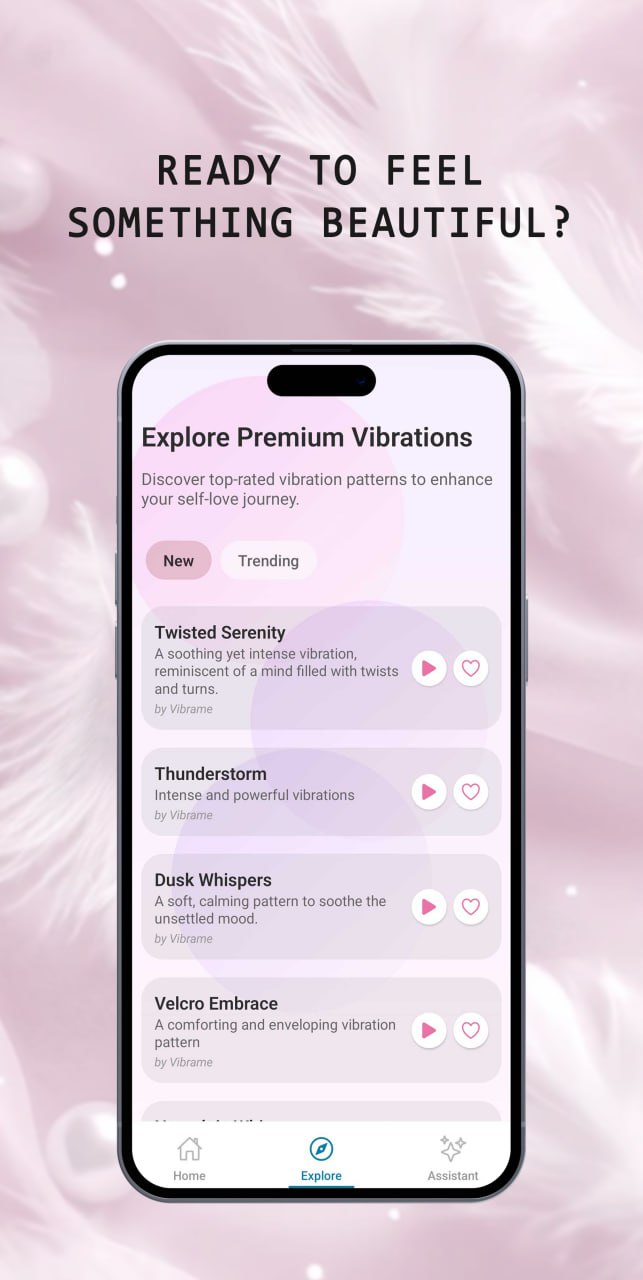 READY TO FEEL
SOMETHING BEAUTIFUL?
Explore Premium Vibrations
Discover top-rated vibration patterns to enhance
your self-love journey.
New
Trending
Twisted Serenity
A soothing yet intense vibration,
reminiscent of a mind filled with twists
and turns.
by Vibrame
Thunderstorm
Intense and powerful vibrations
by Vibrame
Dusk Whispers
A soft, calming pattern to soothe the
unsettled mood.
by Vibrame
Velcro Embrace
A comforting and enveloping vibration
pattern
by Vibrame
Home
Explore
Assistant